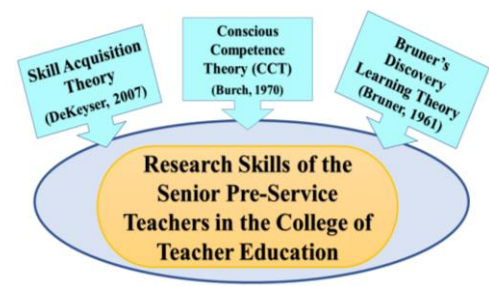 Skill Acquisition
Theory
(DeKeyser, 2007)
Conscious
Competence
Theory (CCT)
(Burch, 1970)
Bruner's
Discovery
Learning Theory
(Bruner, 1961)
Research Skills of the
Senior Pre-Service
Teachers in the College of
Teacher Education